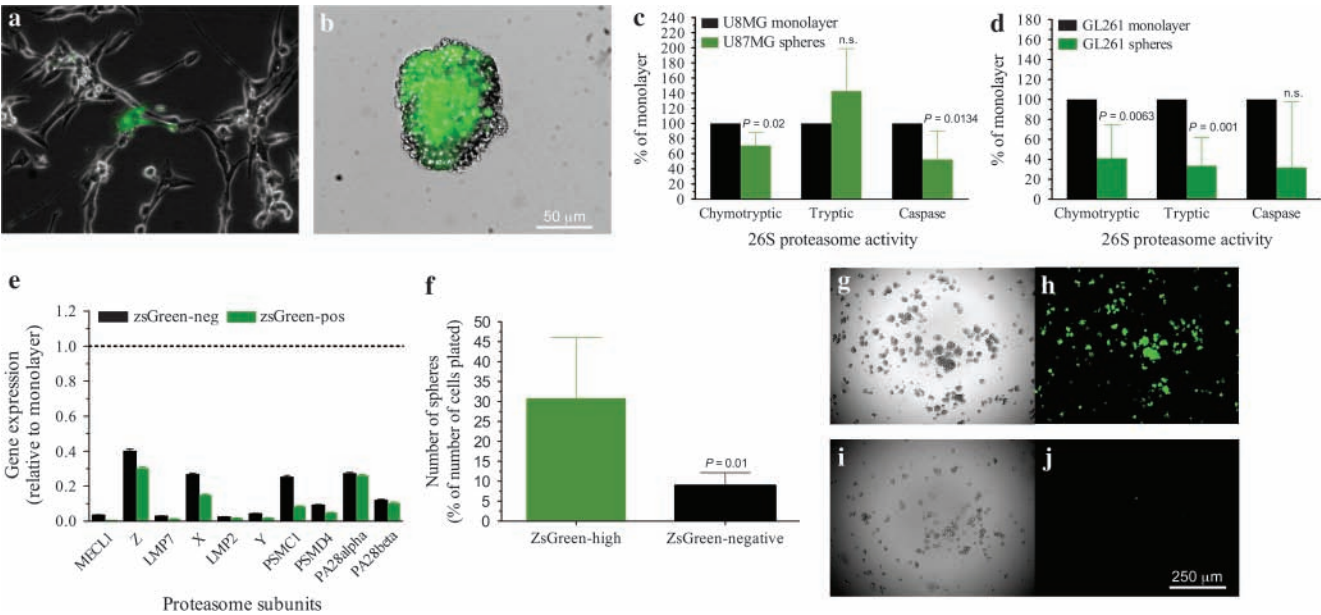 a
b
50 µm
c
240
220
200
180
160
140
120
100
80
60
40
20
0
% of monolayer
U8MG monolayer
U87MG spheres
n.s.
P = 0.02
P = 0.0134
Chymotryptic Tryptic Caspase
26S proteasome activity
d
180
160
140
120
100
80
60
40
20
0
% of monolayer
GL261 monolayer
GL261 spheres
n.s.
P = 0.0063
P = 0.001
Chymotryptic Tryptic Caspase
26S proteasome activity
e
1.2
1.0
0.8
0.6
0.4
0.2
0.0
Gene expression
(relative to monolayer)
zsGreen-neg zsGreen-pos
MECL1
Z
LMP7
X
LMP2
Y
PSMC1
PSMD4
PA28alpha
PA28beta
Proteasome subunits
f
50
45
40
35
30
25
20
15
10
5
0
Number of spheres
(% of number of cells plated)
P = 0.01
ZsGreen-high ZsGreen-negative
g
h
i
j
250 µm